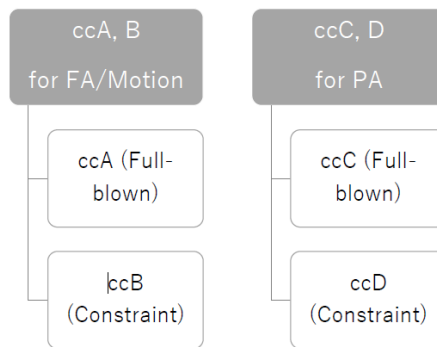 ccA, B
for FA/Motion
ccA (Full-
blown)
ccB
(Constraint)
ccC, D
for PA
ccC (Full-
blown)
ccD
(Constraint)